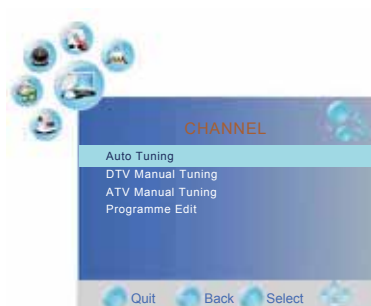 CHANNEL
Auto Tuning
DTV Manual Tuning
ATV Manual Tuning
Programme Edit
Quit Back Select